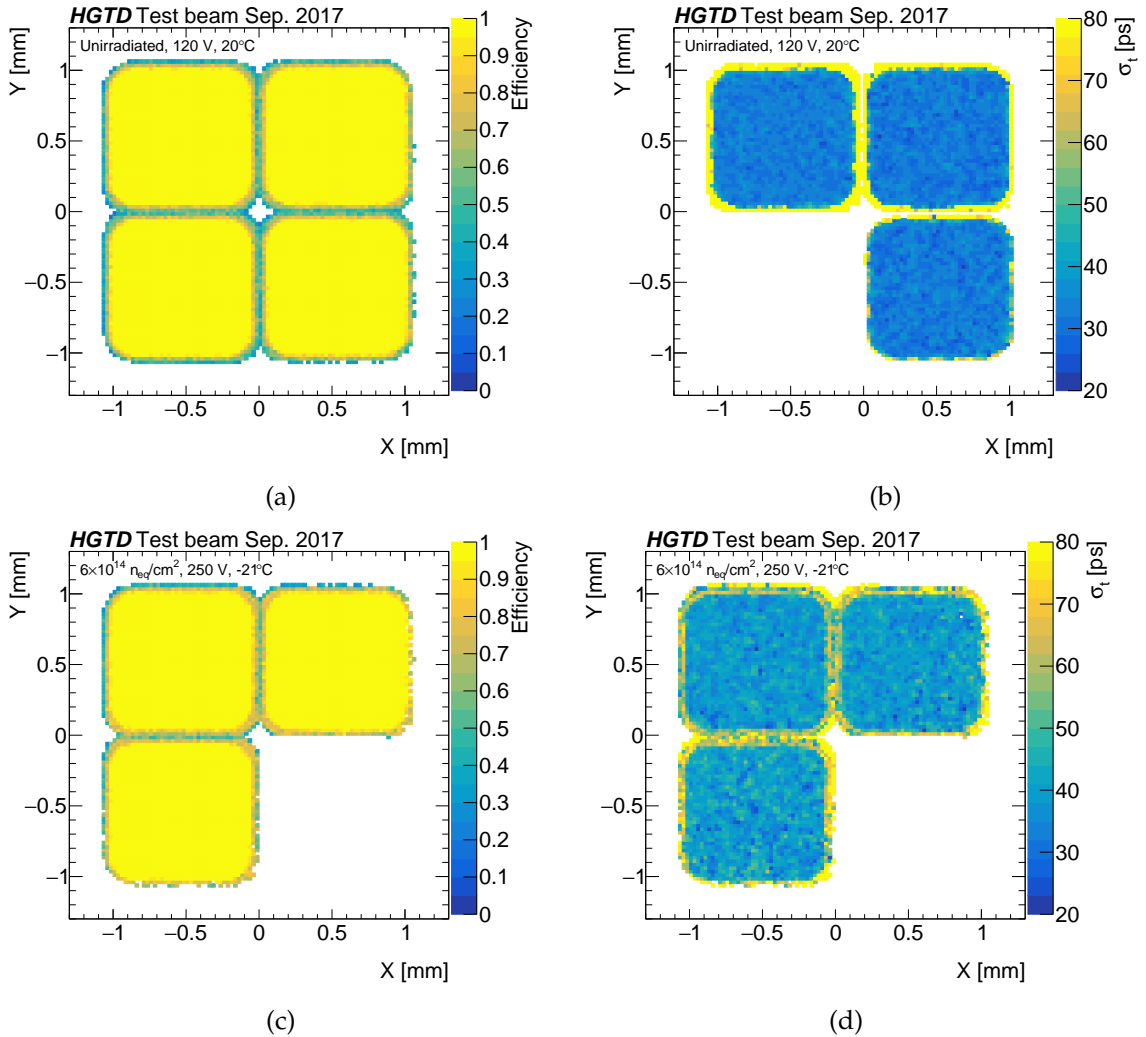 HGTD Test beam Sep. 2017
Unirradiated, 120 V, 20°C
Y [mm]
1
0.5
0
−0.5
−1
−1 −0.5 0 0.5 1
X [mm]
1
0.9
0.8
0.7
0.6
0.5
0.4
0.3
0.2
0.1
0
Efficiency
(a)
HGTD Test beam Sep. 2017
Unirradiated, 120 V, 20°C
Y [mm]
1
0.5
0
−0.5
−1
−1 −0.5 0 0.5 1
X [mm]
80
70
60
50
40
30
20
σt [ps]
(b)
HGTD Test beam Sep. 2017
6×10¹⁴ neq/cm², 250 V, -21°C
Y [mm]
1
0.5
0
−0.5
−1
−1 −0.5 0 0.5 1
X [mm]
1
0.9
0.8
0.7
0.6
0.5
0.4
0.3
0.2
0.1
0
Efficiency
(c)
HGTD Test beam Sep. 2017
6×10¹⁴ neq/cm², 250 V, -21°C
Y [mm]
1
0.5
0
−0.5
−1
−1 −0.5 0 0.5 1
X [mm]
80
70
60
50
40
30
20
σt [ps]
(d)